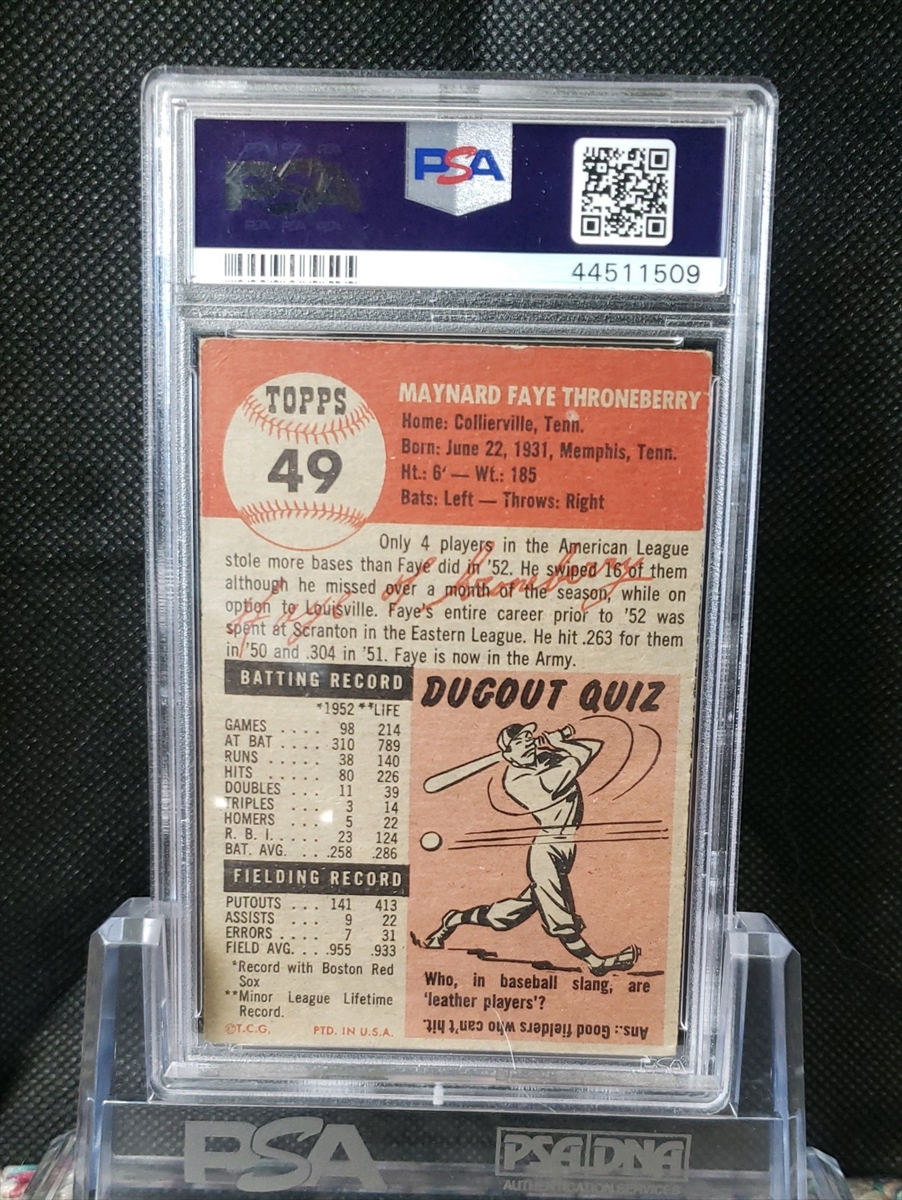 PSA
PSA
44511509
TOPPS
49
MAYNARD FAYE THRONEBERRY
Home: Collierville, Tenn.
Born: June 22, 1931, Memphis, Tenn.
Ht.: 6' — Wt.: 185
Bats: Left — Throws: Right
Only 4 players in the American League
stole more bases than Faye did in '52. He swiped 16 of them
although he missed over a month of the season, while on
option to Louisville. Faye's entire career prior to '52 was
spent at Scranton in the Eastern League. He hit .263 for them
in '50 and .304 in '51. Faye is now in the Army.
Faye Throneberry
BATTING RECORD
*1952 **LIFE
GAMES .... 98 214
AT BAT .... 310 789
RUNS .... 38 140
HITS ..... 80 226
DOUBLES ... 11 39
TRIPLES ... 3 14
HOMERS ... 5 22
R. B. I. .... 23 124
BAT. AVG. ... .258 .286
FIELDING RECORD
PUTOUTS ... 141 413
ASSISTS ... 9 22
ERRORS ... 7 31
FIELD AVG. .. .955 .933
*Record with Boston Red
Sox
**Minor League Lifetime
Record.
©T.C.G. PTD. IN U.S.A.
DUGOUT QUIZ
Who, in baseball slang, are
'leather players'?
Ans.: Good fielders who can't hit.
PSA
PSA
PSA DNA
AUTHENTICATION SERVICES